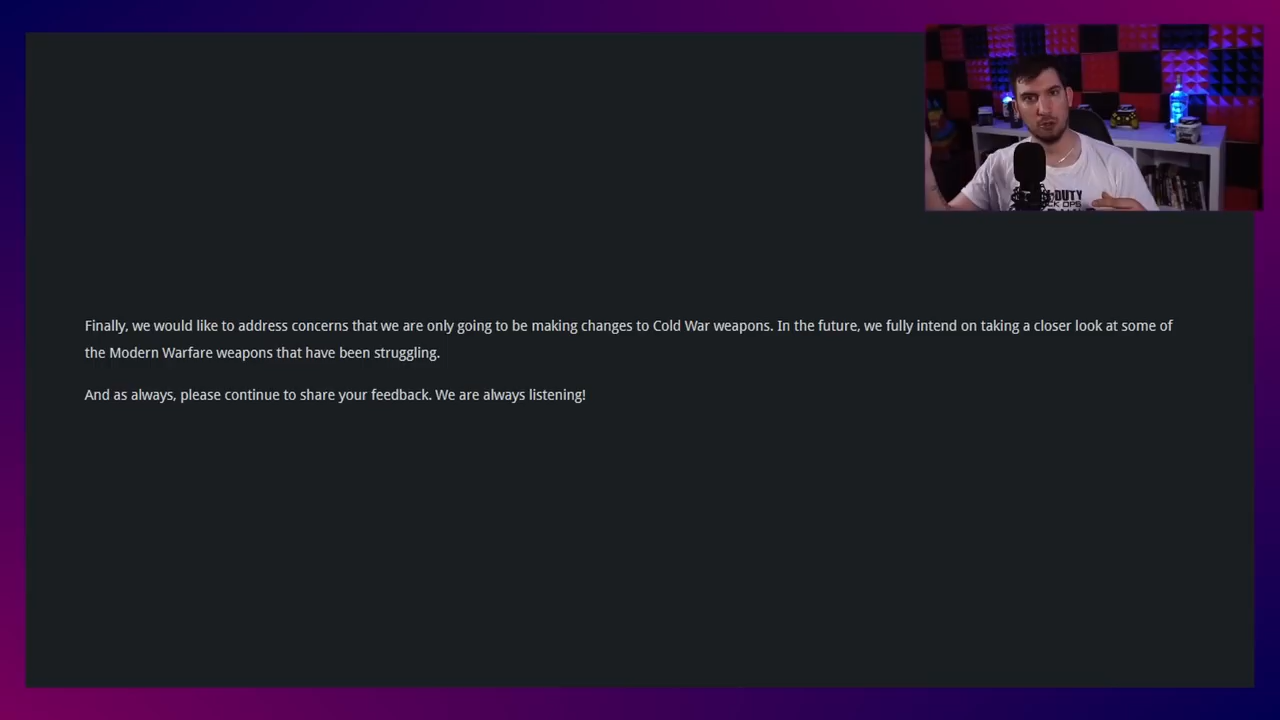 Finally, we would like to address concerns that we are only going to be making changes to Cold War weapons. In the future, we fully intend on taking a closer look at some of
the Modern Warfare weapons that have been struggling.
And as always, please continue to share your feedback. We are always listening!
DUTY
OPS